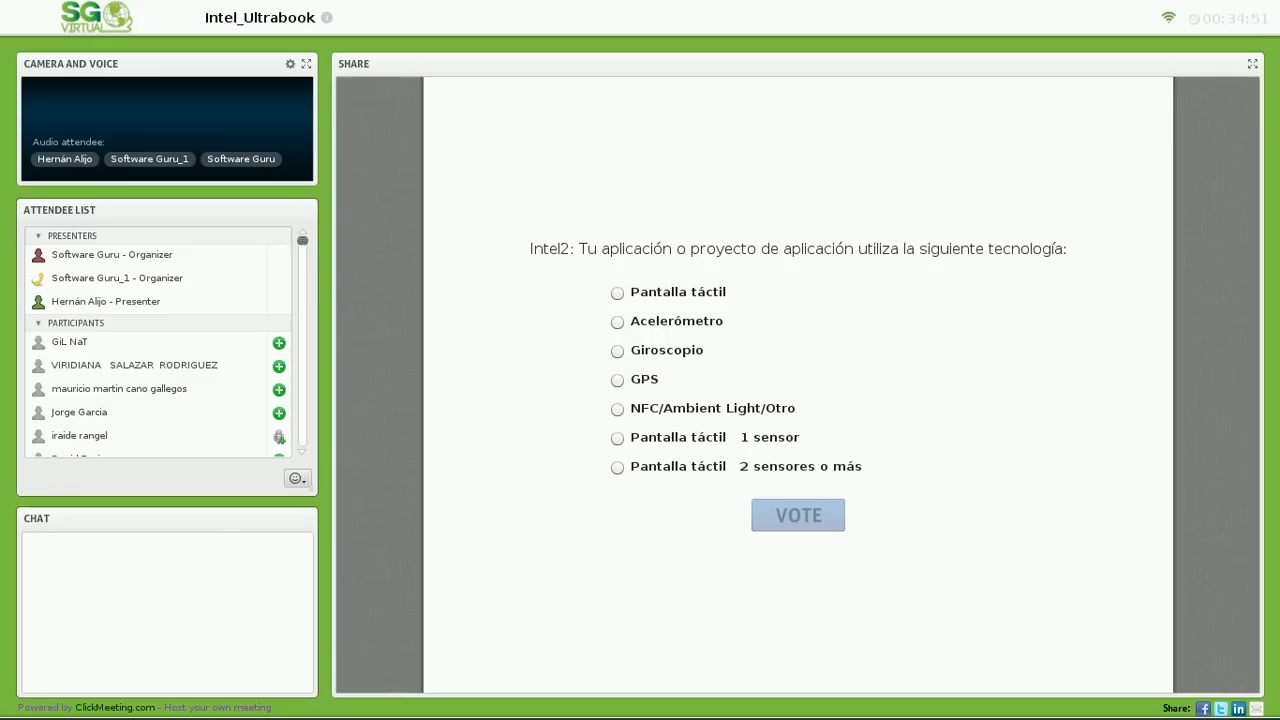 SG
VIRTUAL
Intel_Ultrabook
00:34:51
CAMERA AND VOICE
Audio attendee:
Hernán Alijo Software Guru_1 Software Guru
ATTENDEE LIST
PRESENTERS
Software Guru - Organizer
Software Guru_1 - Organizer
Hernán Alijo - Presenter
PARTICIPANTS
GiL NaT
VIRIDIANA SALAZAR RODRIGUEZ
mauricio martin cano gallegos
Jorge Garcia
iraide rangel
CHAT
SHARE
Intel2: Tu aplicación o proyecto de aplicación utiliza la siguiente tecnología:
Pantalla táctil
Acelerómetro
Giroscopio
GPS
NFC/Ambient Light/Otro
Pantalla táctil 1 sensor
Pantalla táctil 2 sensores o más
VOTE
Powered by ClickMeeting.com - Host your own meeting
Share: